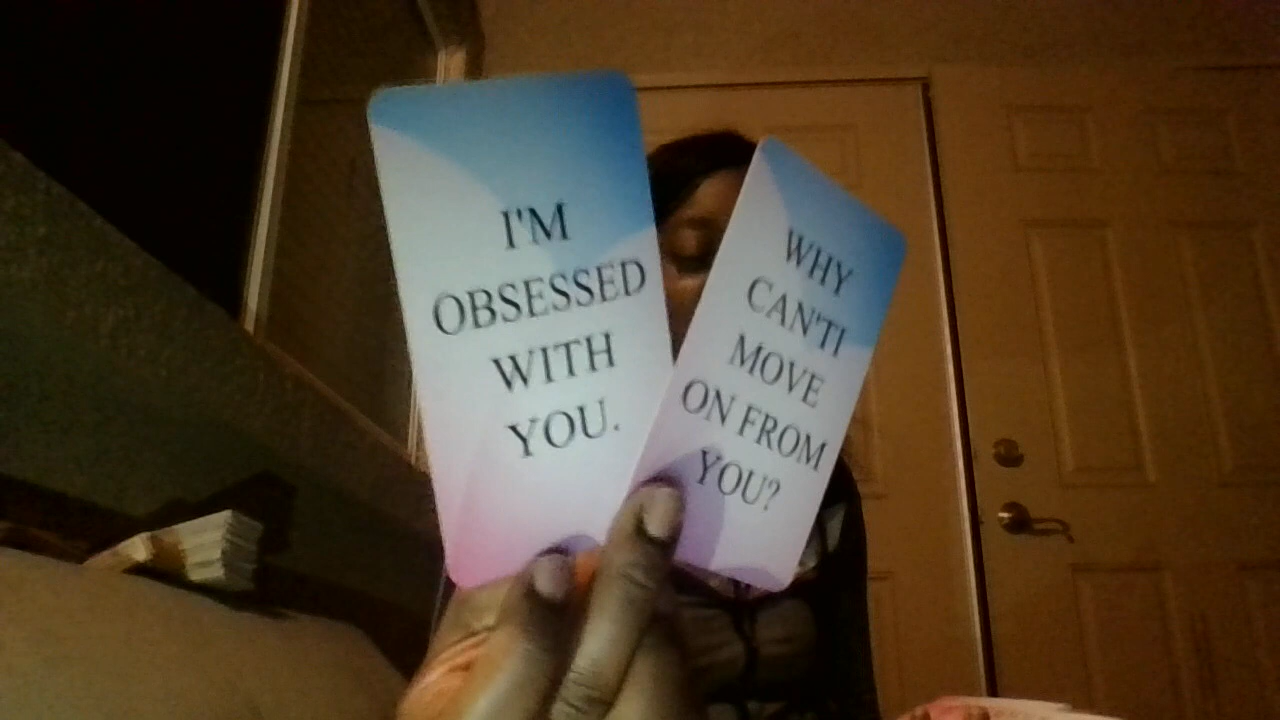 I'M
OBSESSED
WITH
YOU.
WHY
CAN'T I
MOVE
ON FROM
YOU?